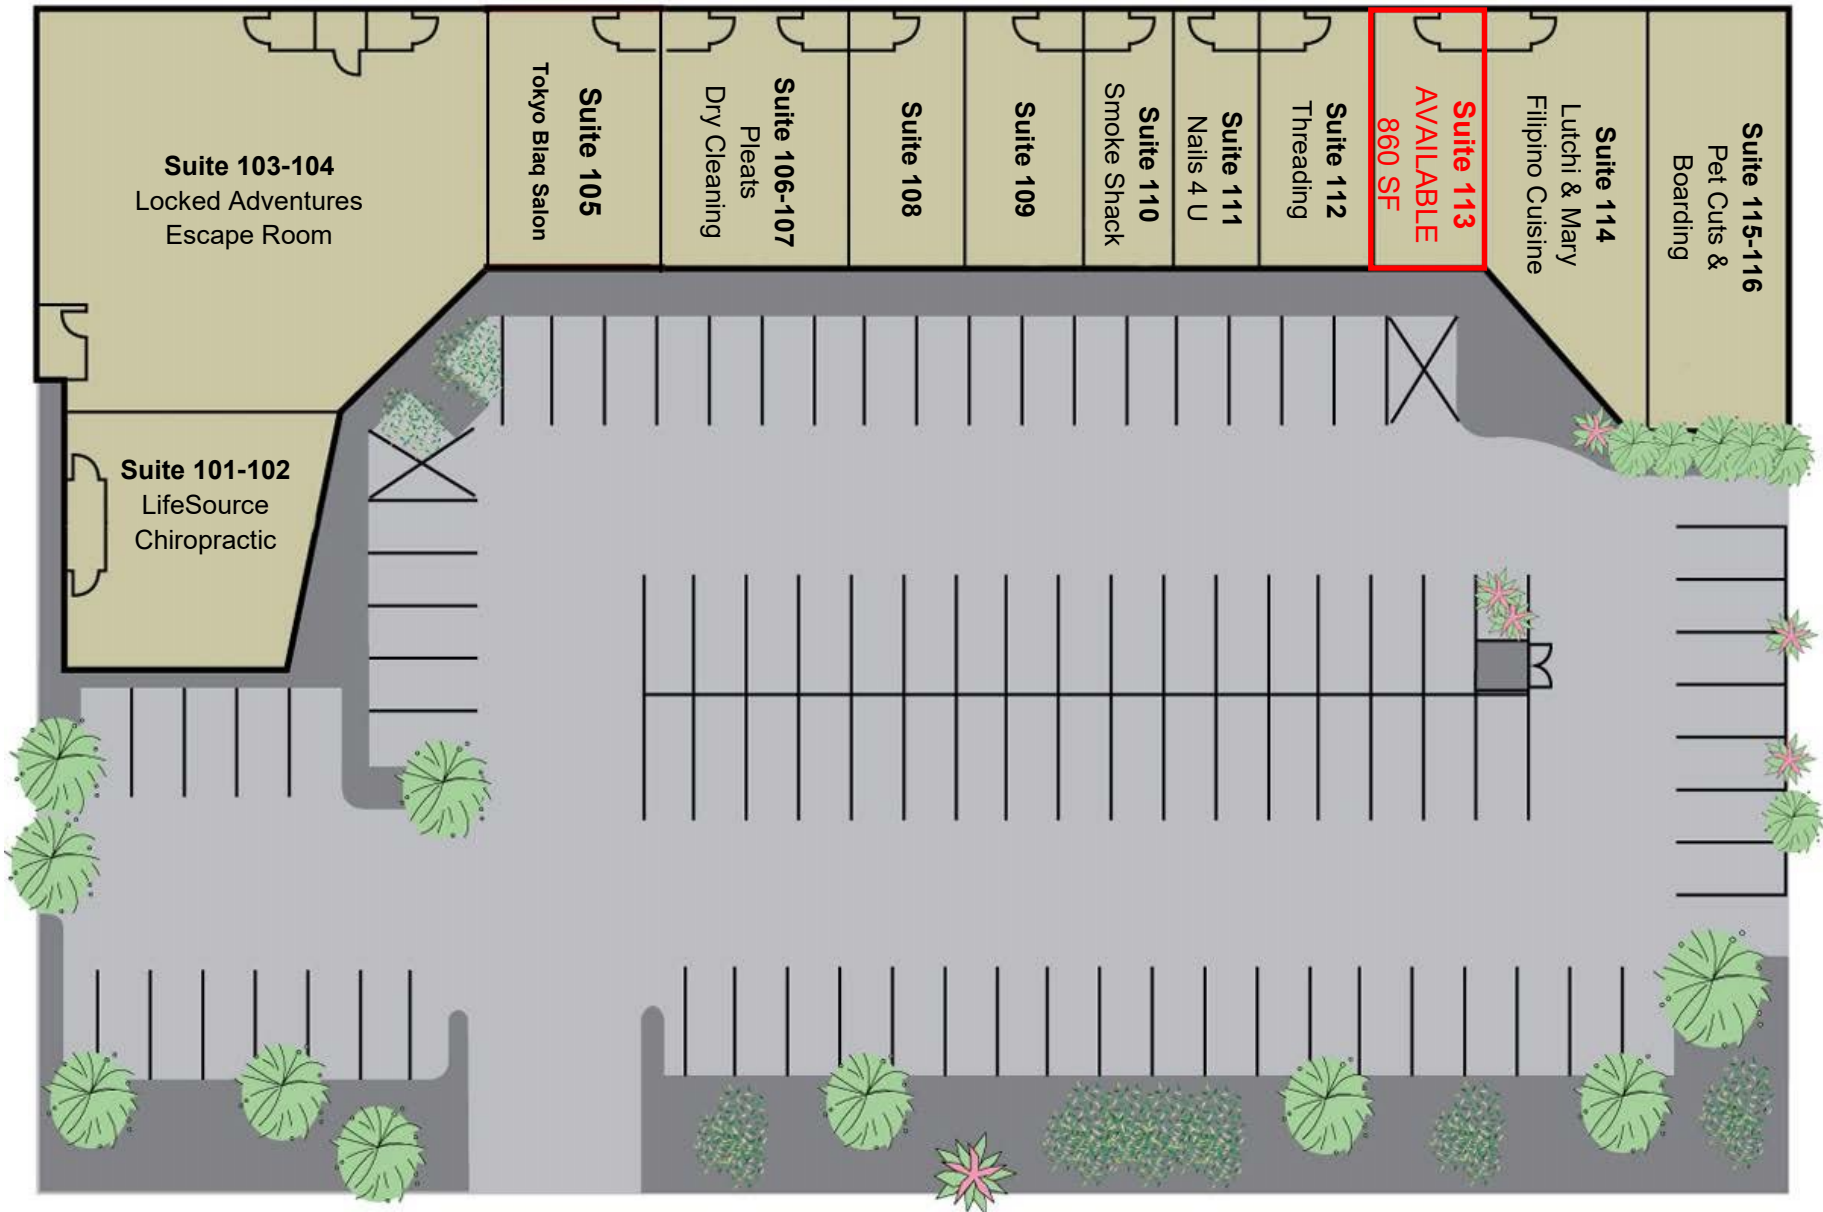 Suite 103-104
Locked Adventures
Escape Room
Suite 101-102
LifeSource
Chiropractic
Suite 105
Tokyo Blaq Salon
Suite 106-107
Pleats
Dry Cleaning
Suite 108
Suite 109
Suite 110
Smoke Shack
Suite 111
Nails 4 U
Suite 112
Threading
Suite 113
AVAILABLE
860 SF
Suite 114
Lutchi & Mary
Filipino Cuisine
Suite 115-116
Pet Cuts &
Boarding